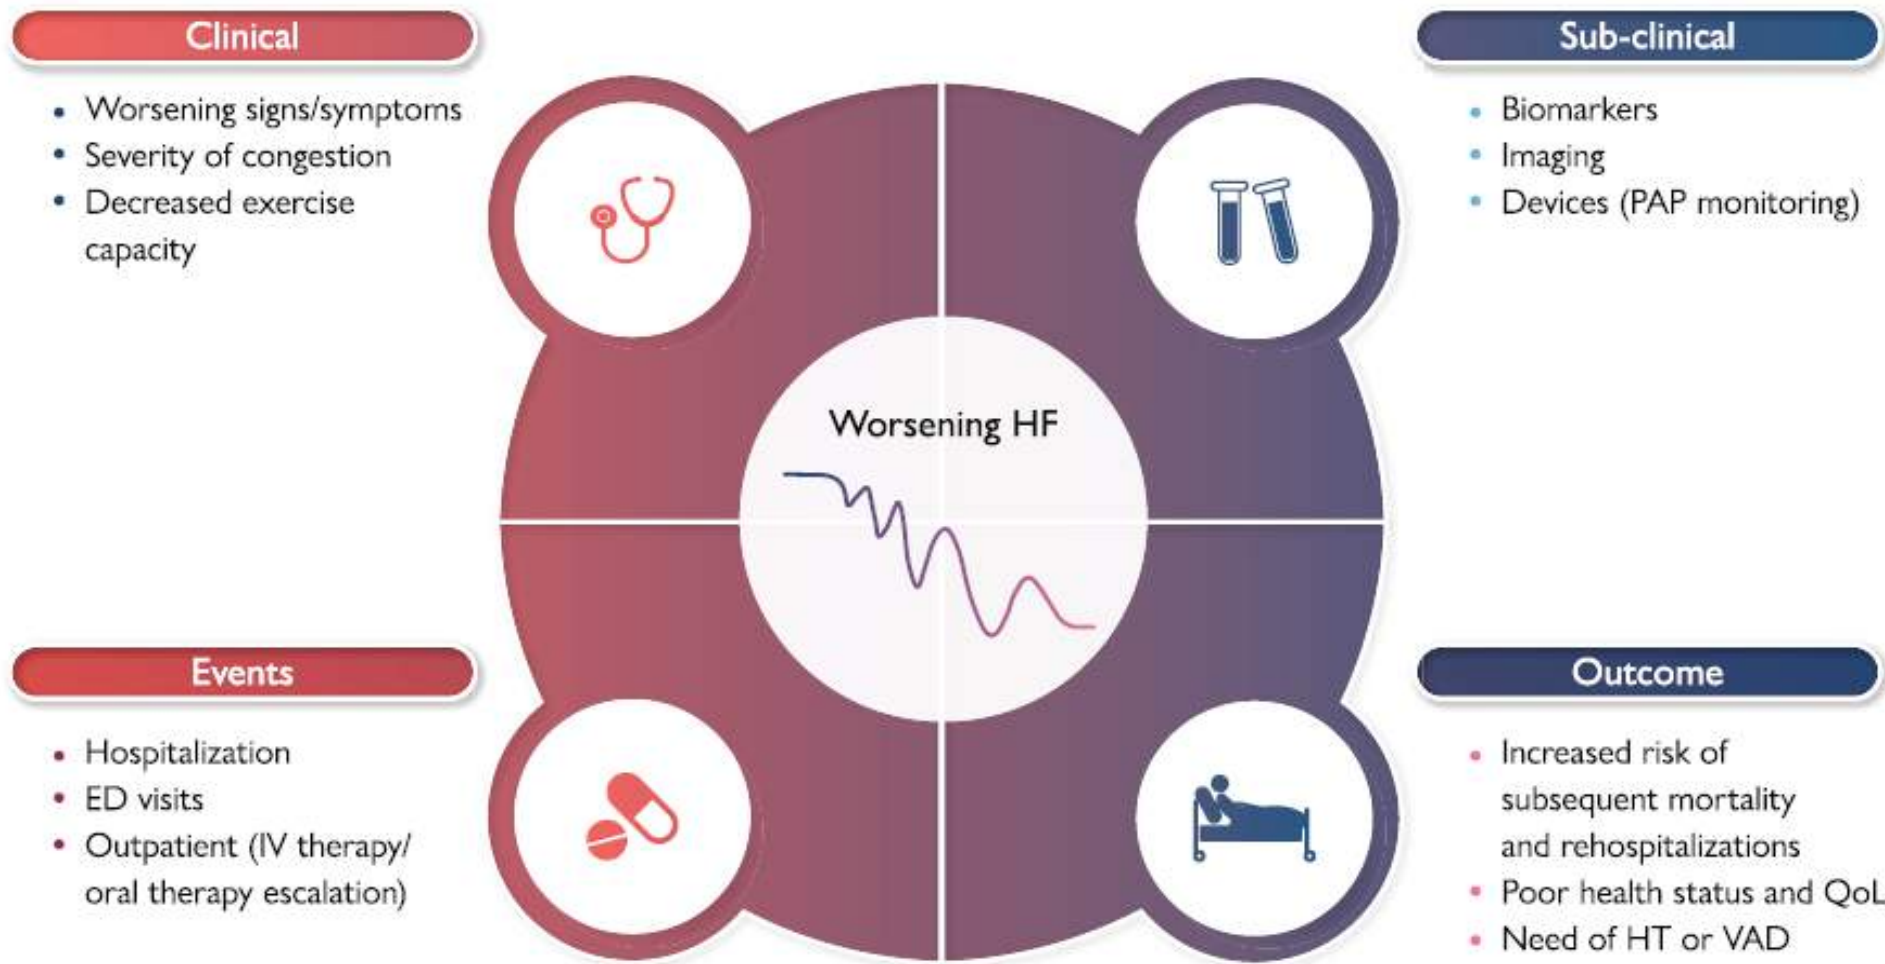 Clinical
• Worsening signs/symptoms
• Severity of congestion
• Decreased exercise
capacity
Sub-clinical
• Biomarkers
• Imaging
• Devices (PAP monitoring)
Worsening HF
Events
• Hospitalization
• ED visits
• Outpatient (IV therapy/
oral therapy escalation)
Outcome
• Increased risk of
subsequent mortality
and rehospitalizations
• Poor health status and QoL
• Need of HT or VAD